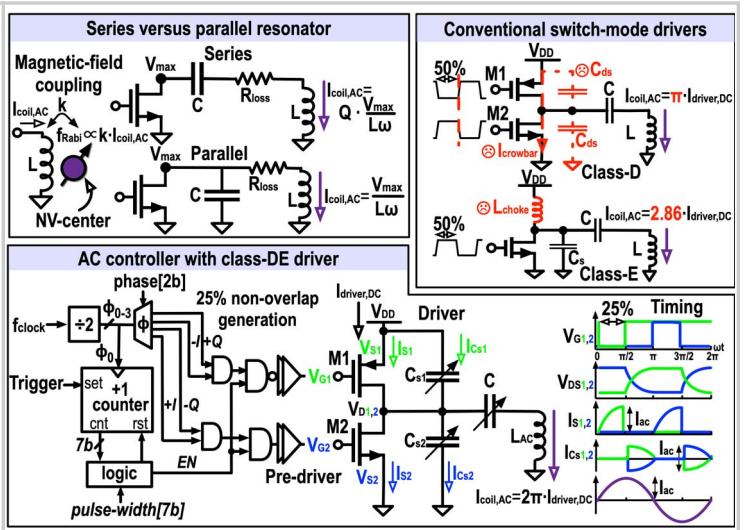 Series versus parallel resonator
Magnetic-field
coupling
Icoil,AC
k
fRabi ∝ k·Icoil,AC
L
NV-center
Vmax
Series
C
Rloss
L
Icoil,AC=
Q · Vmax
Lω
Vmax
Parallel
C
Rloss
L
Icoil,AC= Vmax
Lω
Conventional switch-mode drivers
50%
VDD
M1
M2
☹ Cds
Cds
☹
☹ Icrowbar
C
L
Icoil,AC=π·Idriver,DC
Class-D
VDD
☹ Lchoke
50%
Cs
C
L
Icoil,AC=2.86·Idriver,DC
Class-E
AC controller with class-DE driver
phase[2b]
fclock
÷2
ϕ0-3
ϕ
ϕ0
25% non-overlap
generation
-I +Q
+I -Q
Trigger
set
+1
counter
cnt rst
7b
logic
EN
pulse-width[7b]
Pre-driver
Idriver,DC
Driver
VDD
VG1
M1
VS1
IS1
Cs1
ICs1
VD1,2
C
VG2
M2
VS2
IS2
Cs2
ICs2
LAC
Icoil,AC=2π·Idriver,DC
25% Timing
VG1,2
ωt
0 π/2 π 3π/2 2π
VDS1,2
IS1,2
Iac
ICs1,2
Iac
Iac
0 π/2 π 3π/2 2π